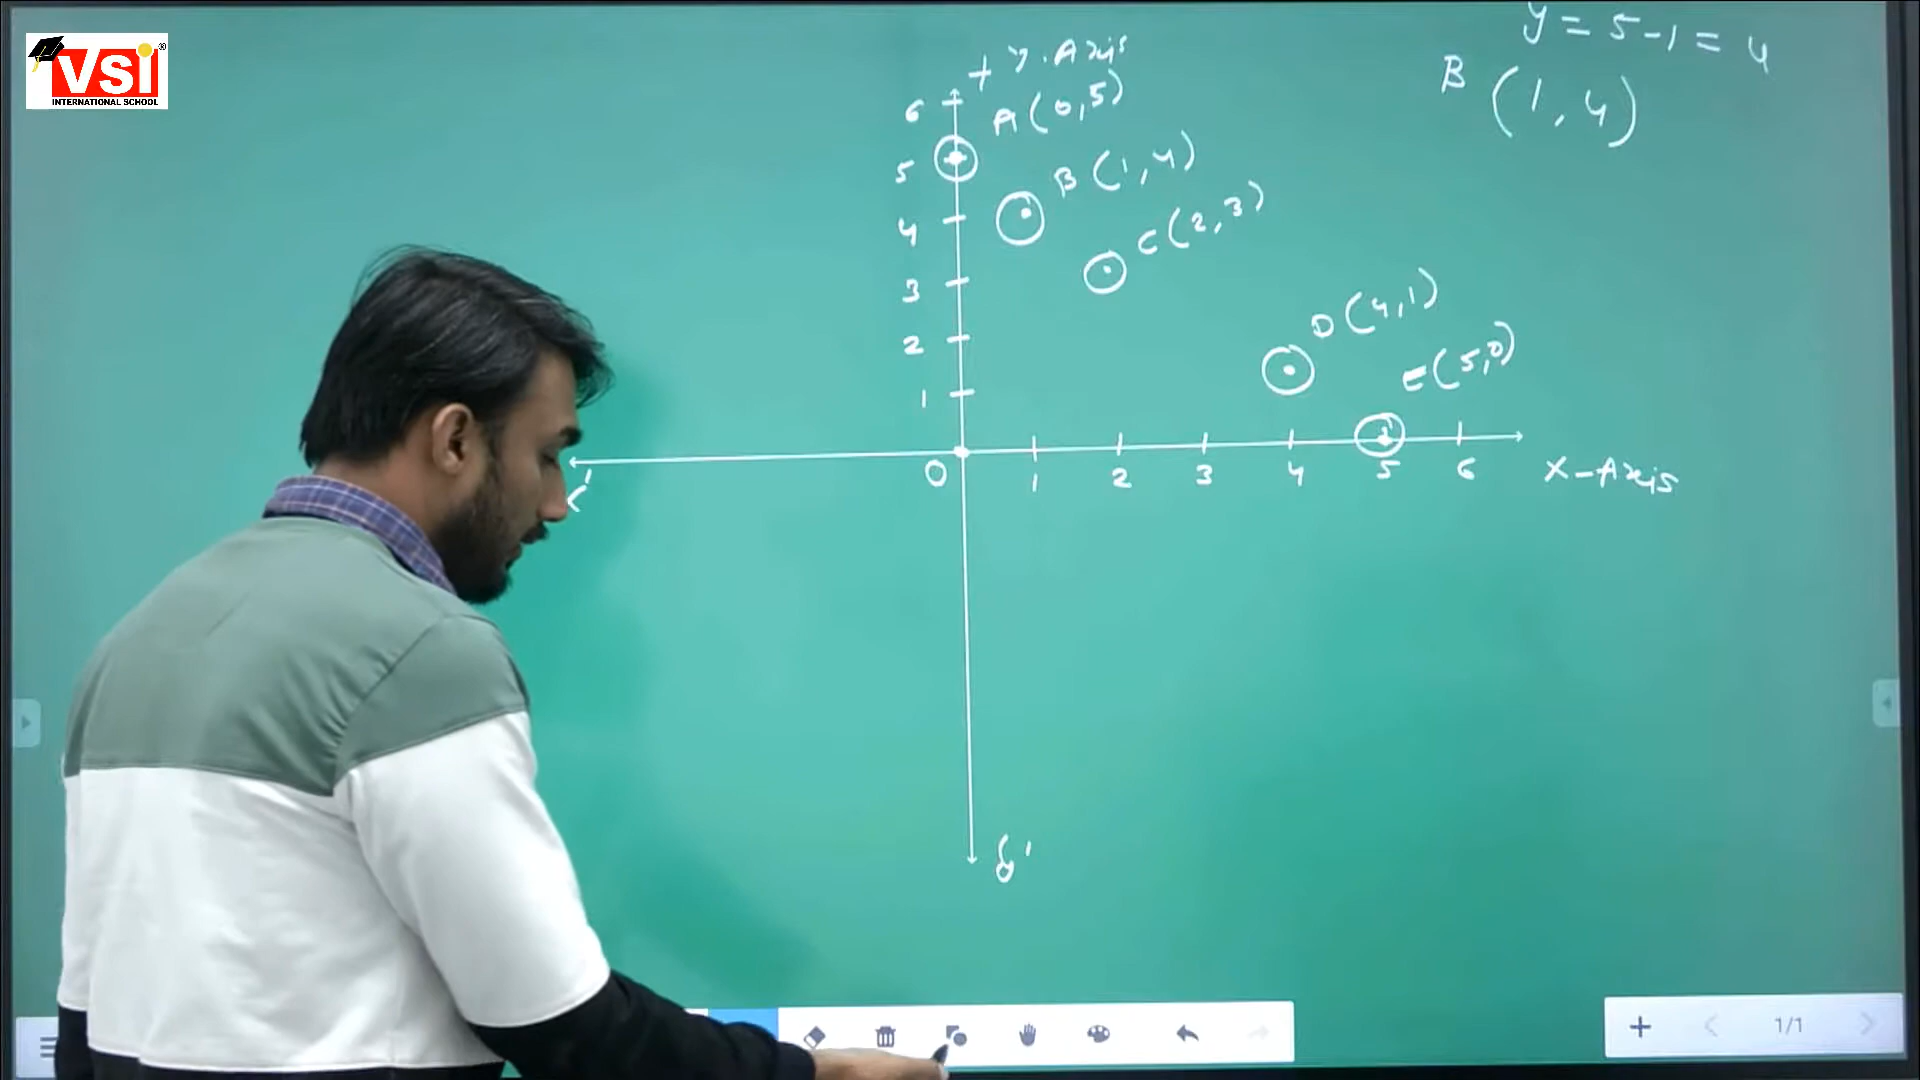 VSI
INTERNATIONAL SCHOOL
y = 5-1 = 4
B (1, 4)
+ y.Axis
A (0,5)
B (1,4)
C (2,3)
D (4,1)
E (5,0)
6
5
4
3
2
1
0 1 2 3 4 5 6 X-Axis
y'
1/1